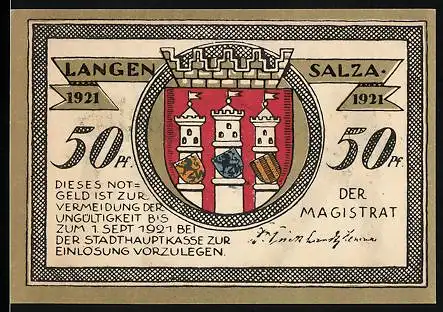 LANGEN SALZA.
1921 1921
50 Pf. 50 Pf.
DIESES NOT=
GELD IST ZUR
VERMEIDUNG DER
UNGÜLTIGKEIT BIS
ZUM 1. SEPT 1921 BEI
DER STADTHAUPTKASSE ZUR
EINLÖSUNG VORZULEGEN.
DER
MAGISTRAT